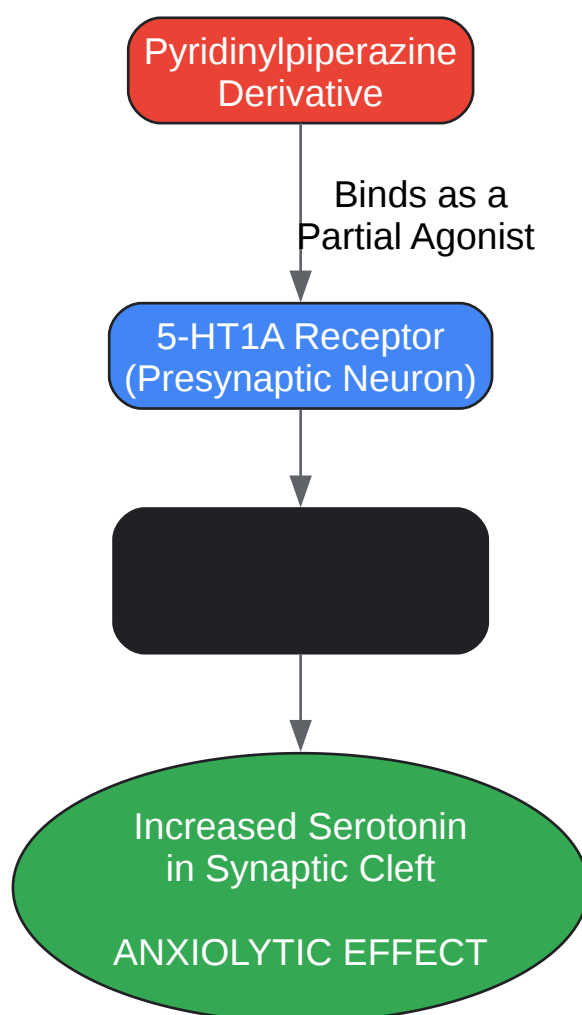 Pyridinylpiperazine
Derivative
Binds as a
Partial Agonist
5-HT1A Receptor
(Presynaptic Neuron)
Increased Serotonin
in Synaptic Cleft
ANXIOLYTIC EFFECT